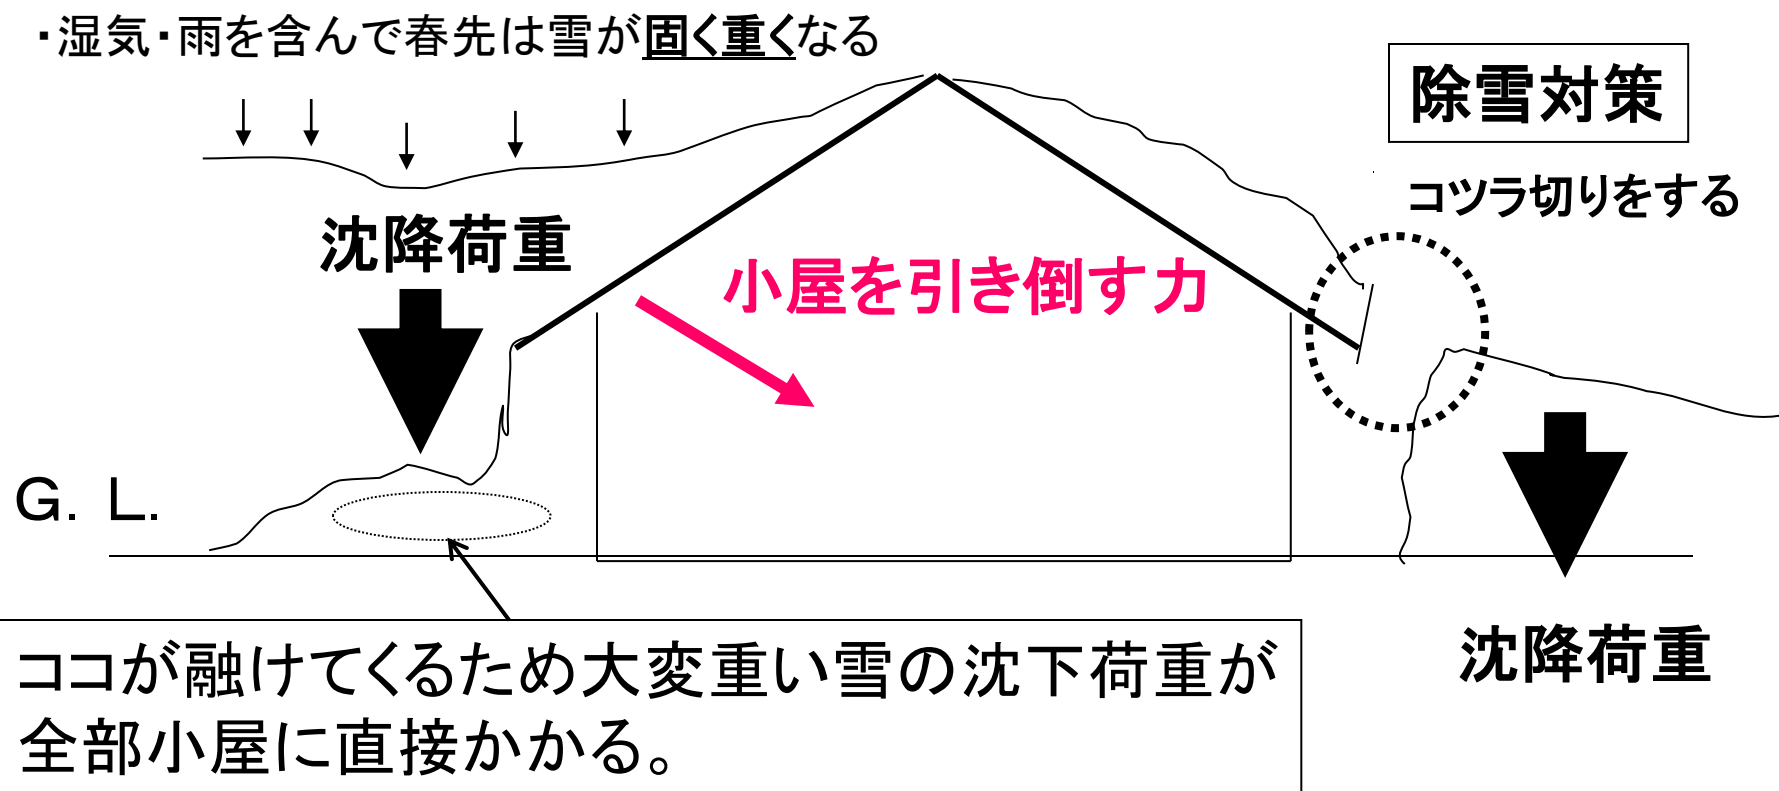 ・湿気・雨を含んで春先は雪が固く重くなる
除雪対策
コツラ切りをする
沈降荷重
小屋を引き倒す力
G. L.
沈降荷重
ココが融けてくるため大変重い雪の沈下荷重が
全部小屋に直接かかる。